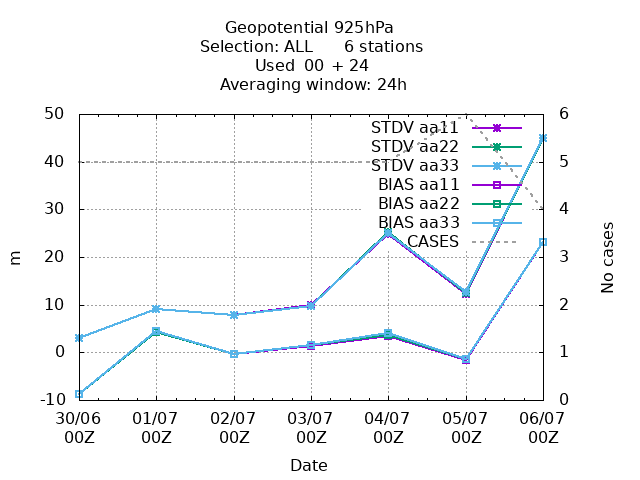 Geopotential 925hPa
Selection: ALL      6 stations
Used  00  + 24
Averaging window: 24h
50
40
30
20
10
0
-10
6
5
4
3
2
1
0
STDV aa11
STDV aa22
STDV aa33
BIAS aa11
BIAS aa22
BIAS aa33
CASES
m
No cases
30/06 01/07 02/07 03/07 04/07 05/07 06/07
00Z 00Z 00Z 00Z 00Z 00Z 00Z
Date